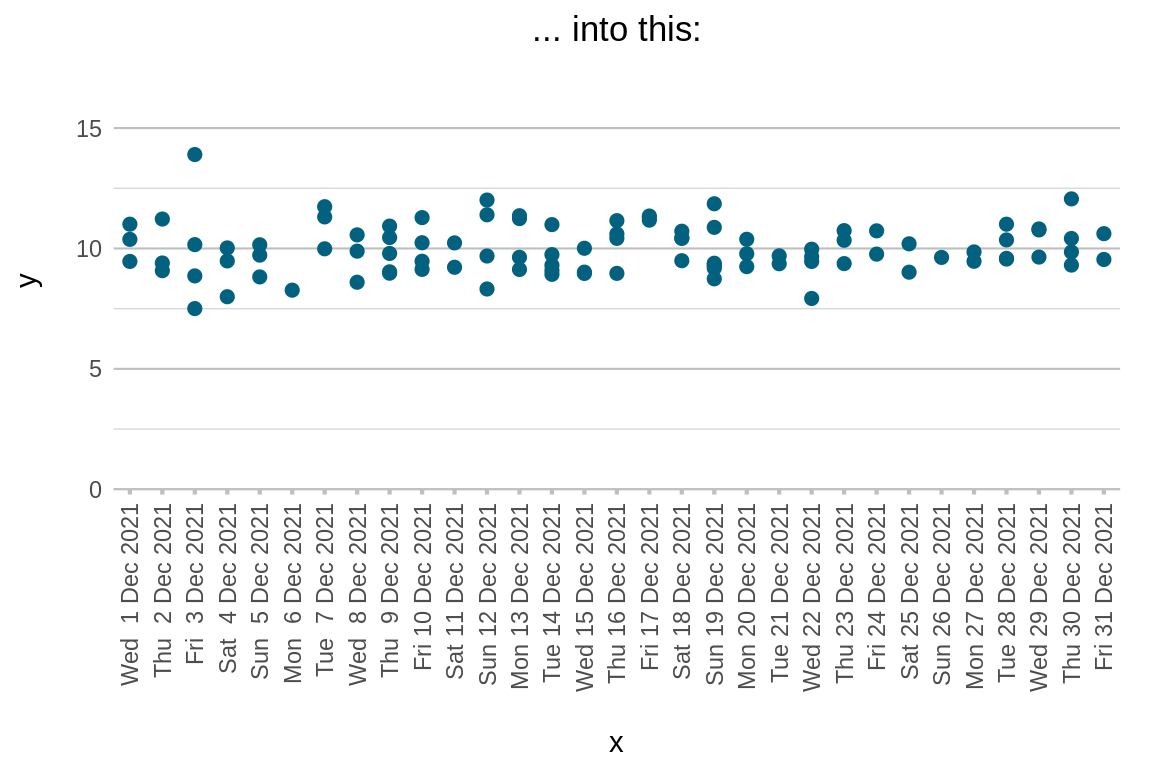 ... into this:
15
10
5
0
y
Wed  1 Dec 2021
Thu  2 Dec 2021
Fri  3 Dec 2021
Sat  4 Dec 2021
Sun  5 Dec 2021
Mon  6 Dec 2021
Tue  7 Dec 2021
Wed  8 Dec 2021
Thu  9 Dec 2021
Fri 10 Dec 2021
Sat 11 Dec 2021
Sun 12 Dec 2021
Mon 13 Dec 2021
Tue 14 Dec 2021
Wed 15 Dec 2021
Thu 16 Dec 2021
Fri 17 Dec 2021
Sat 18 Dec 2021
Sun 19 Dec 2021
Mon 20 Dec 2021
Tue 21 Dec 2021
Wed 22 Dec 2021
Thu 23 Dec 2021
Fri 24 Dec 2021
Sat 25 Dec 2021
Sun 26 Dec 2021
Mon 27 Dec 2021
Tue 28 Dec 2021
Wed 29 Dec 2021
Thu 30 Dec 2021
Fri 31 Dec 2021
x